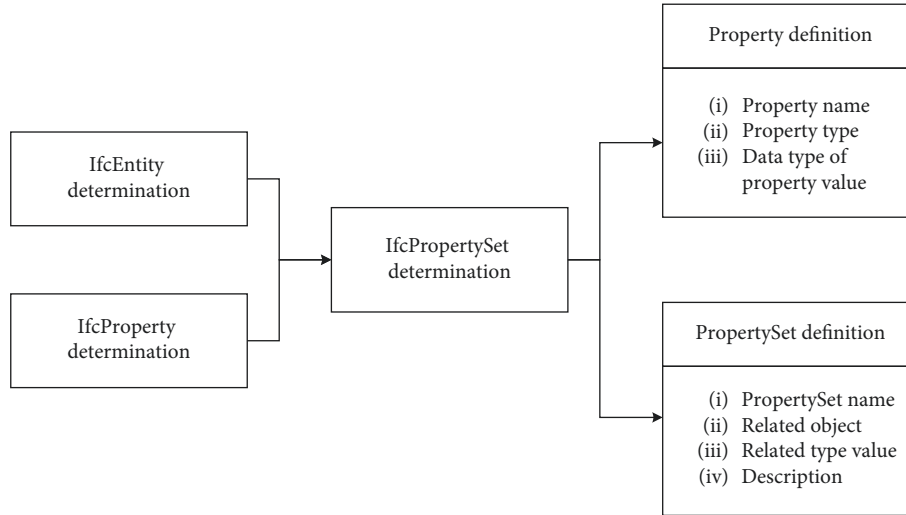 IfcEntity
determination
IfcProperty
determination
IfcPropertySet
determination
Property definition
(i) Property name
(ii) Property type
(iii) Data type of
property value
PropertySet definition
(i) PropertySet name
(ii) Related object
(iii) Related type value
(iv) Description